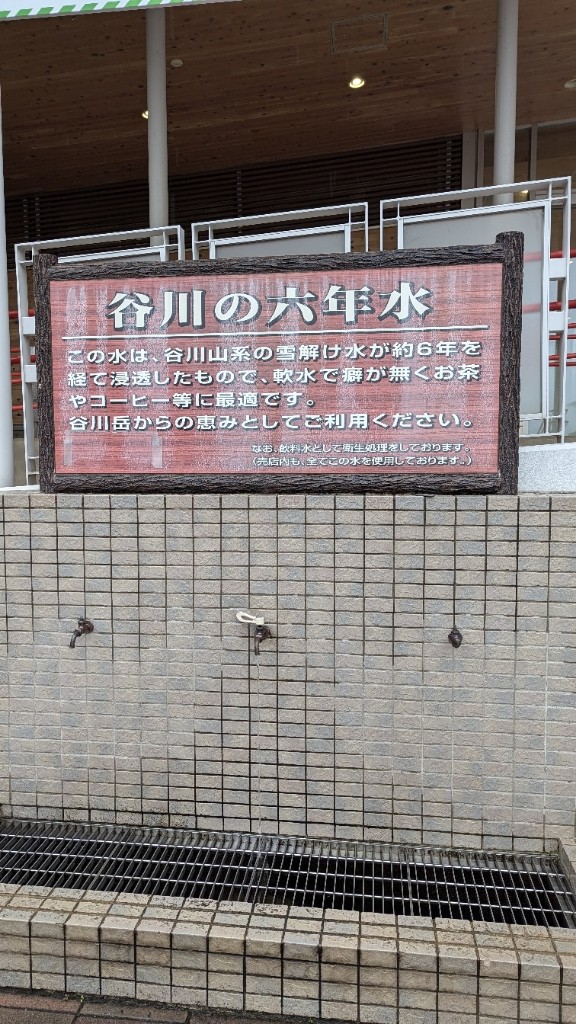 谷川の六年水
この水は、谷川山系の雪解け水が約6年を
経て浸透したもので、軟水で癖が無くお茶
やコーヒー等に最適です。
谷川岳からの恵みとしてご利用ください。
なお、飲料水として衛生処理をしております。
(売店内も、全てこの水を使用しております。)